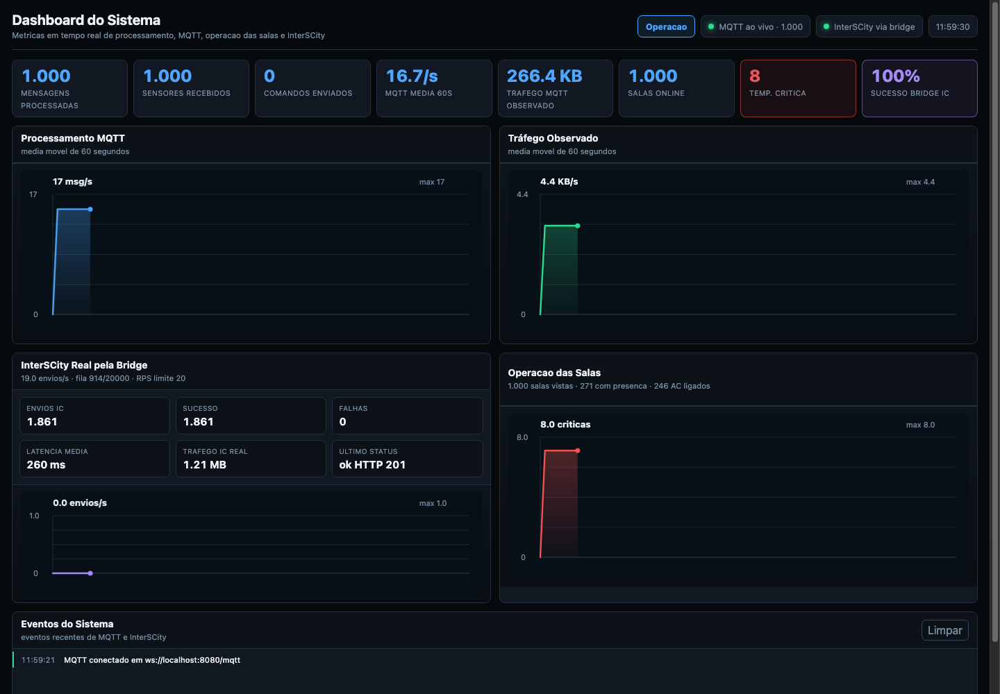 Dashboard do Sistema
Metricas em tempo real de processamento, MQTT, operacao das salas e InterSCity
Operacao
MQTT ao vivo · 1.000
InterSCity via bridge
11:59:30
1.000
MENSAGENS
PROCESSADAS
1.000
SENSORES RECEBIDOS
0
COMANDOS ENVIADOS
16.7/s
MQTT MEDIA 60S
266.4 KB
TRAFEGO MQTT
OBSERVADO
1.000
SALAS ONLINE
8
TEMP. CRITICA
100%
SUCESSO BRIDGE IC
Processamento MQTT
media movel de 60 segundos
17 msg/s
max 17
17
0
Tráfego Observado
media movel de 60 segundos
4.4 KB/s
max 4.4
4.4
0
InterSCity Real pela Bridge
19.0 envios/s · fila 914/20000 · RPS limite 20
ENVIOS IC
1.861
SUCESSO
1.861
FALHAS
0
LATENCIA MEDIA
260 ms
TRAFEGO IC REAL
1.21 MB
ULTIMO STATUS
ok HTTP 201
0.0 envios/s
max 1.0
1.0
0
Operacao das Salas
1.000 salas vistas · 271 com presenca · 246 AC ligados
8.0 criticas
max 8.0
8.0
0
Eventos do Sistema
eventos recentes de MQTT e InterSCity
Limpar
11:59:21 MQTT conectado em ws://localhost:8080/mqtt